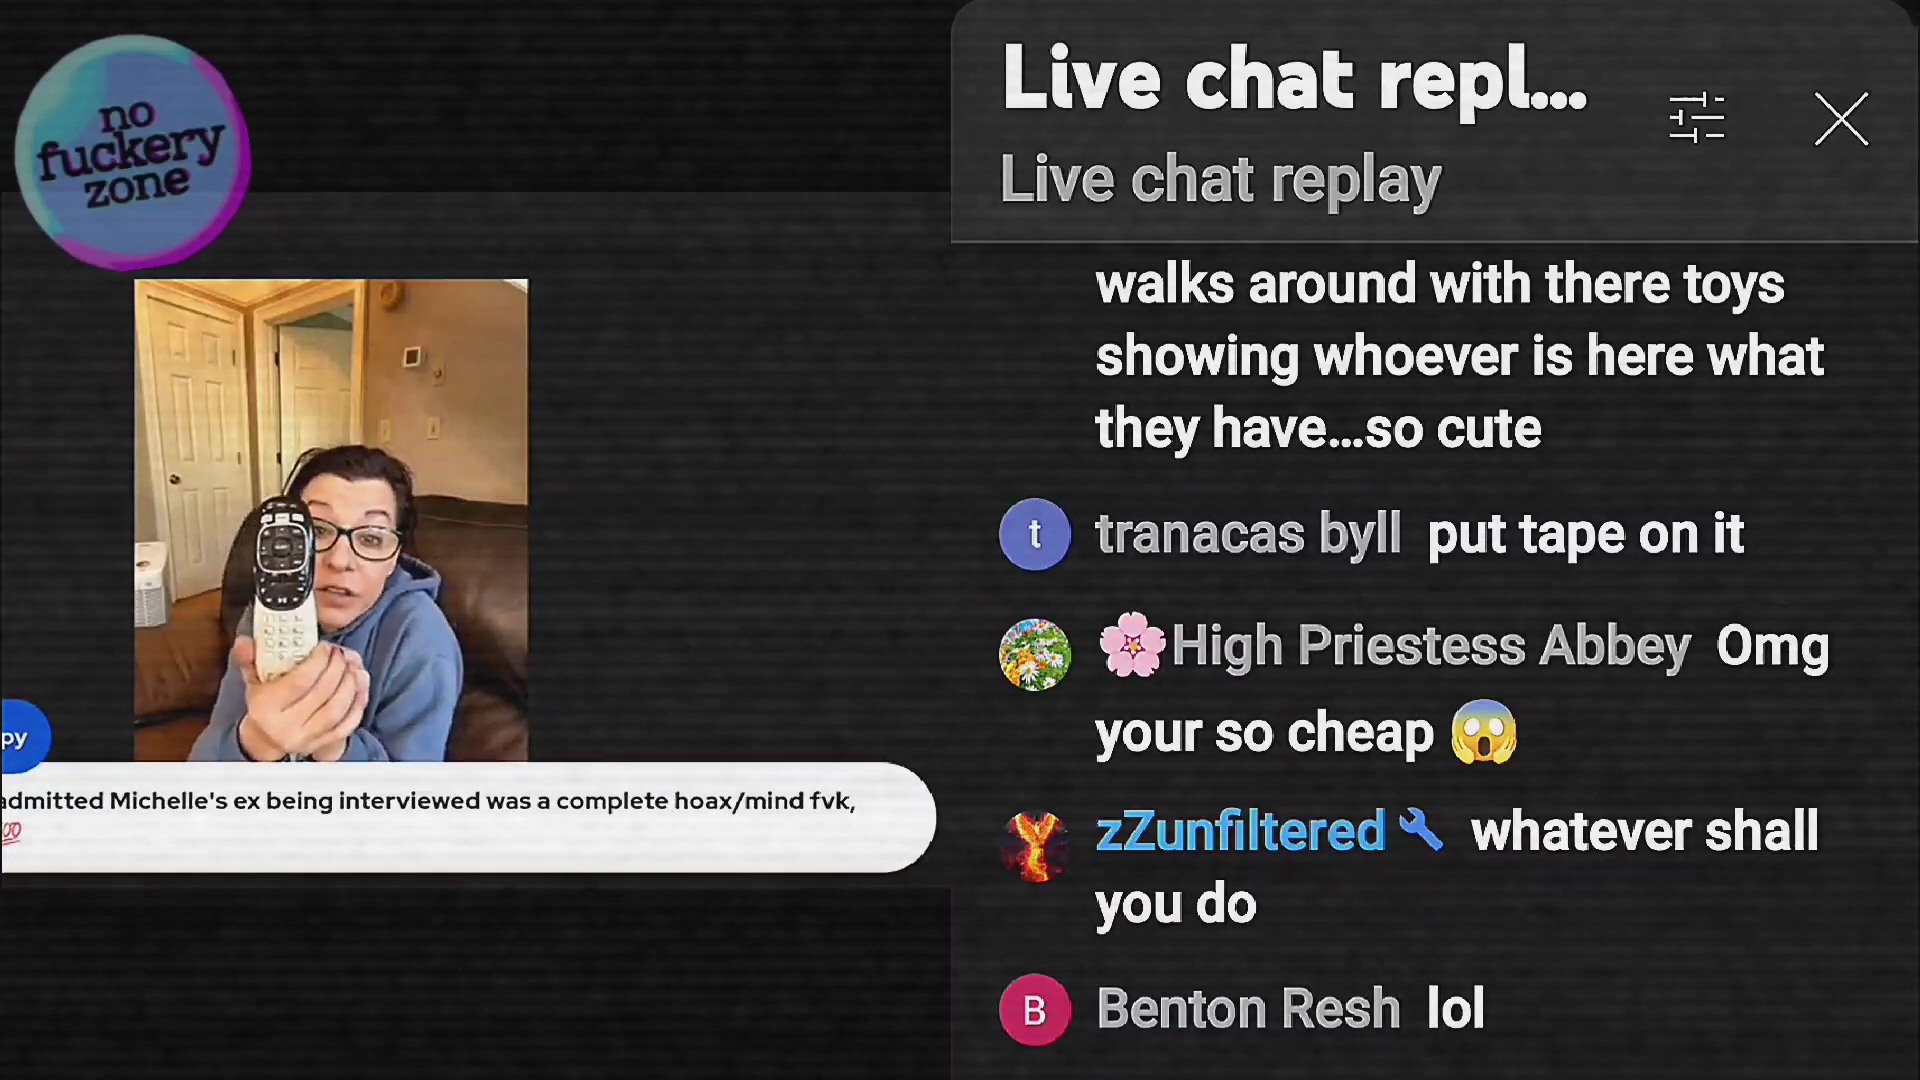 no
fuckery
zone
py
admitted Michelle's ex being interviewed was a complete hoax/mind fvk,
Live chat repl...
Live chat replay
walks around with there toys
showing whoever is here what
they have...so cute
t tranacas byll put tape on it
🌸High Priestess Abbey Omg
your so cheap 😱
zZunfiltered🔧 whatever shall
you do
B Benton Resh lol